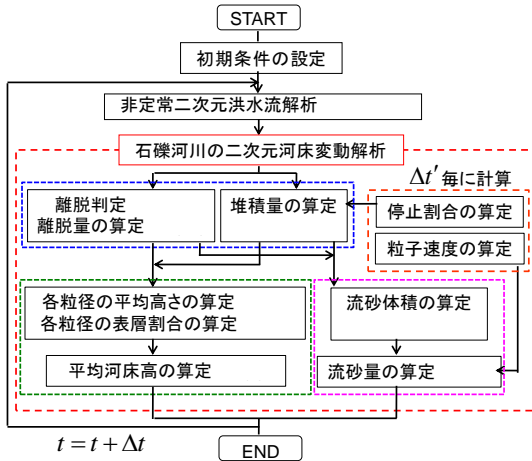 START
初期条件の設定
非定常二次元洪水流解析
石礫河川の二次元河床変動解析
Δt′毎に計算
離脱判定
離脱量の算定
堆積量の算定
停止割合の算定
粒子速度の算定
各粒径の平均高さの算定
各粒径の表層割合の算定
流砂体積の算定
平均河床高の算定
流砂量の算定
t = t + Δt
END